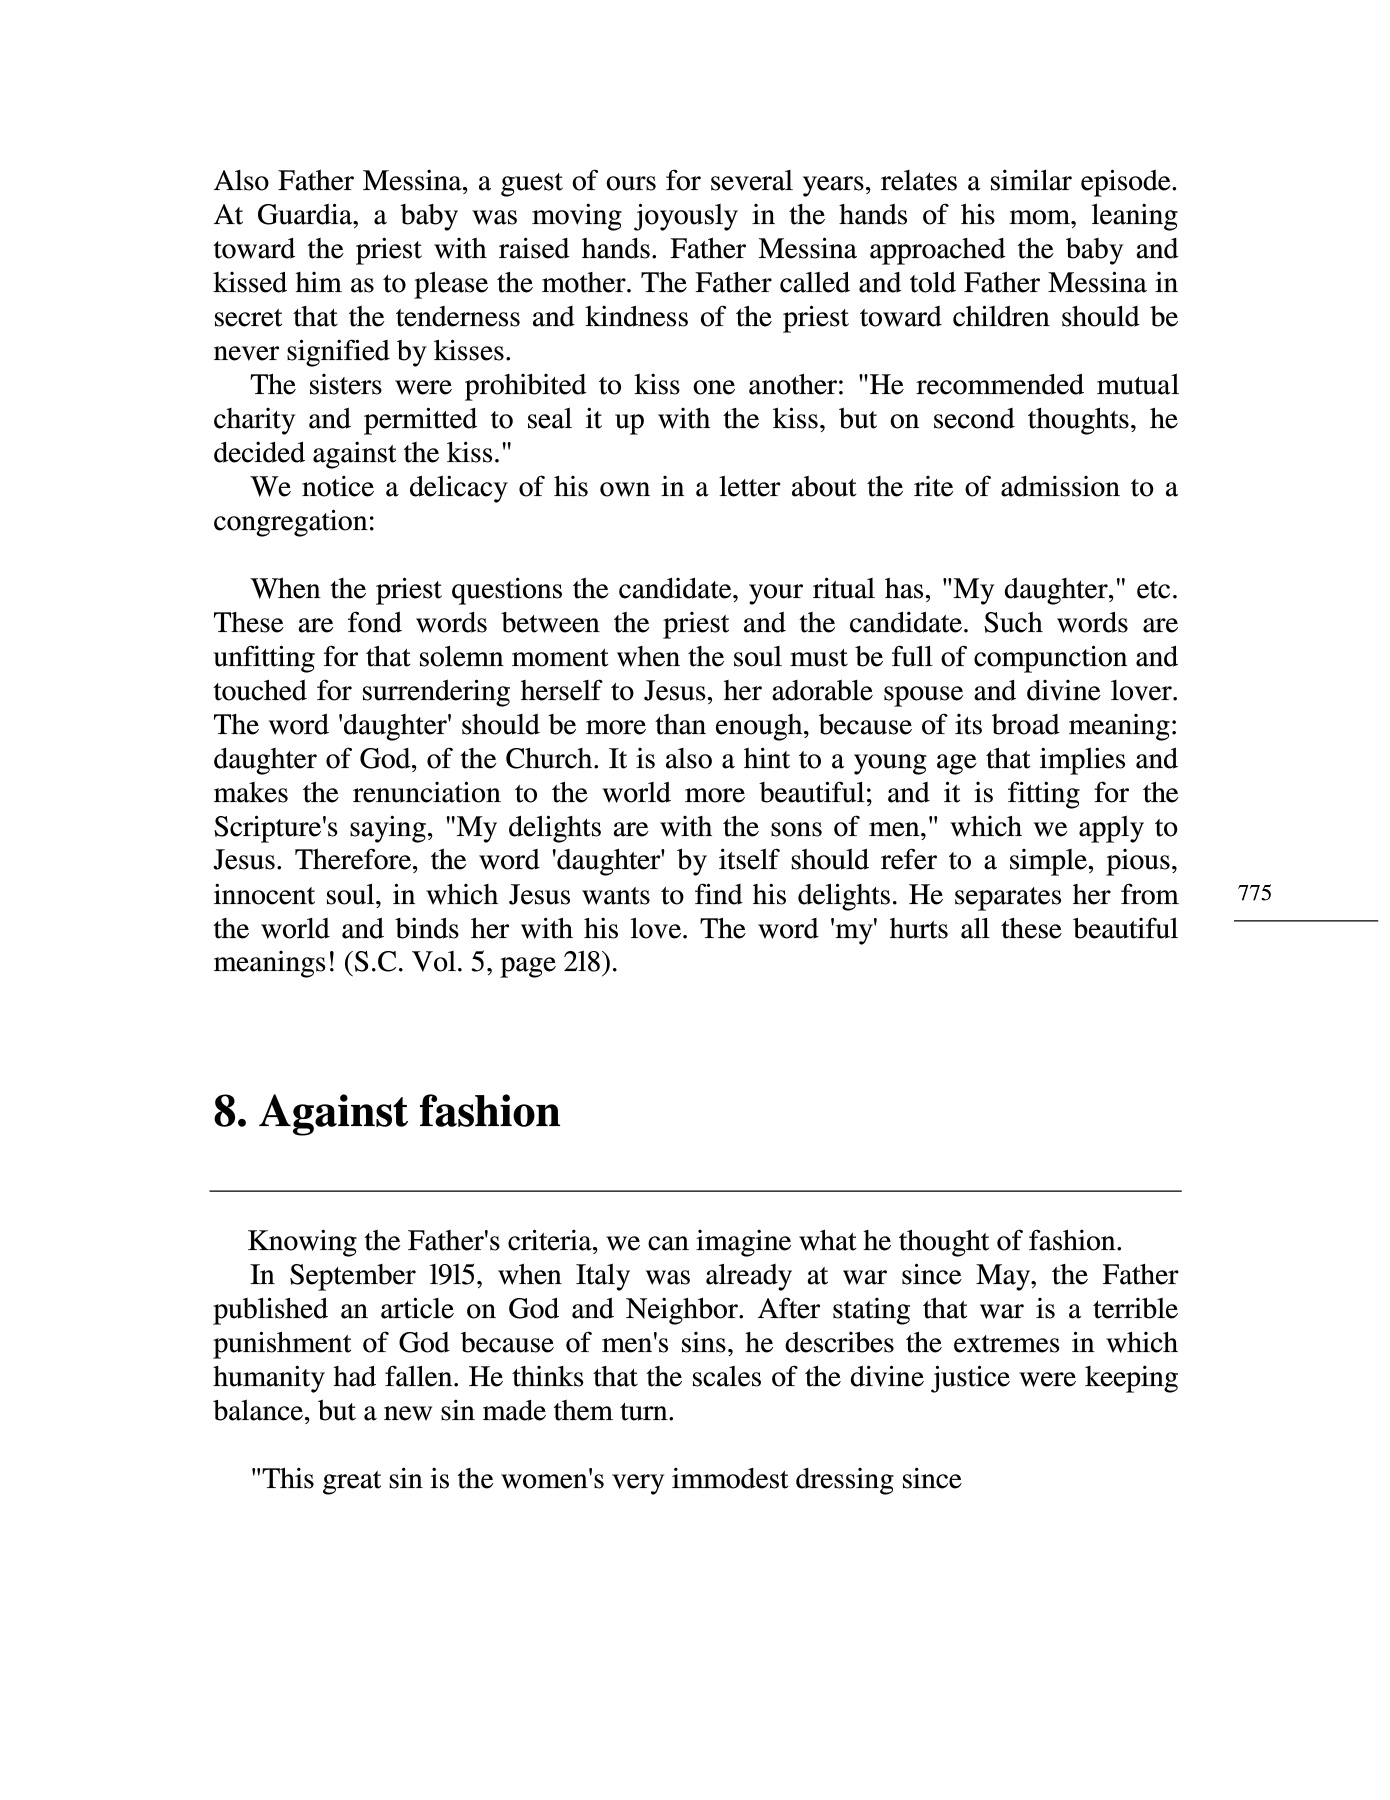 Also Father Messina, a guest of ours for several years, relates a similar episode.
At Guardia, a baby was moving joyously in the hands of his mom, leaning
toward the priest with raised hands. Father Messina approached the baby and
kissed him as to please the mother. The Father called and told Father Messina in
secret that the tenderness and kindness of the priest toward children should be
never signified by kisses.
The sisters were prohibited to kiss one another: "He recommended mutual
charity and permitted to seal it up with the kiss, but on second thoughts, he
decided against the kiss."
We notice a delicacy of his own in a letter about the rite of admission to a
congregation:
When the priest questions the candidate, your ritual has, "My daughter," etc.
These are fond words between the priest and the candidate. Such words are
unfitting for that solemn moment when the soul must be full of compunction and
touched for surrendering herself to Jesus, her adorable spouse and divine lover.
The word 'daughter' should be more than enough, because of its broad meaning:
daughter of God, of the Church. It is also a hint to a young age that implies and
makes the renunciation to the world more beautiful; and it is fitting for the
Scripture's saying, "My delights are with the sons of men," which we apply to
Jesus. Therefore, the word 'daughter' by itself should refer to a simple, pious,
innocent soul, in which Jesus wants to find his delights. He separates her from
the world and binds her with his love. The word 'my' hurts all these beautiful
meanings! (S.C. Vol. 5, page 218).
775
8. Against fashion
Knowing the Father's criteria, we can imagine what he thought of fashion.
In September 1915, when Italy was already at war since May, the Father
published an article on God and Neighbor. After stating that war is a terrible
punishment of God because of men's sins, he describes the extremes in which
humanity had fallen. He thinks that the scales of the divine justice were keeping
balance, but a new sin made them turn.
"This great sin is the women's very immodest dressing since